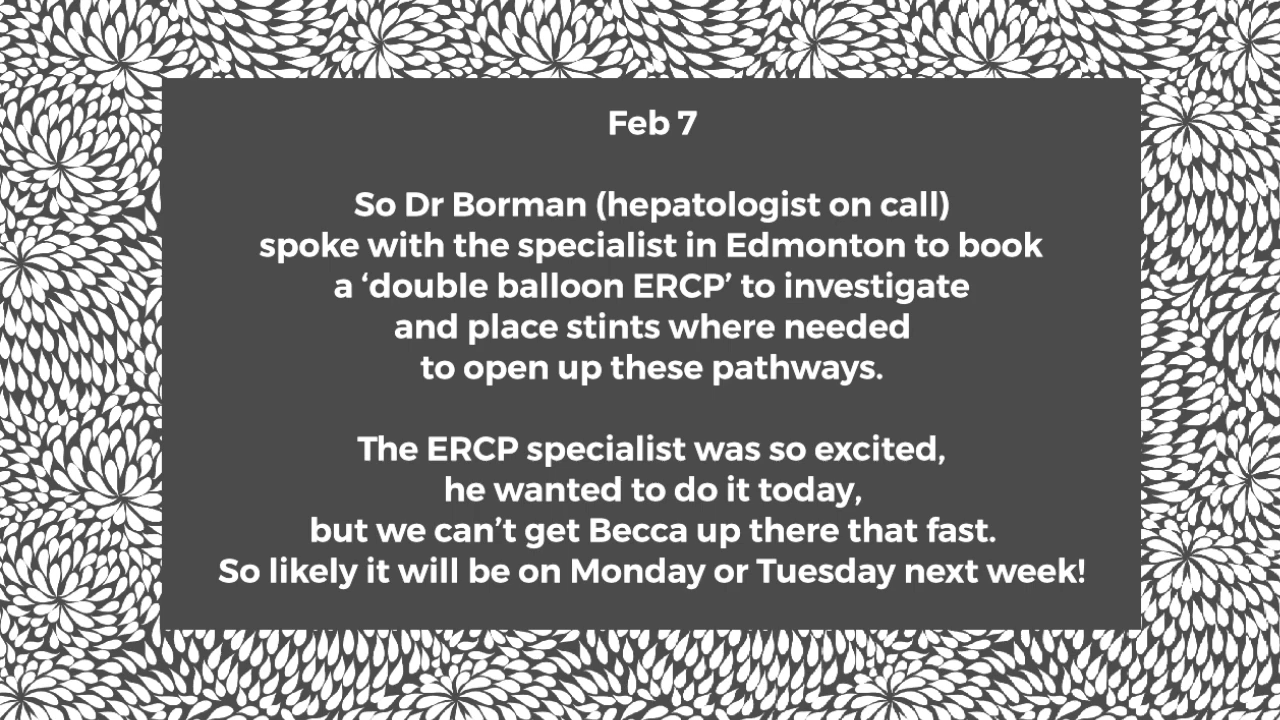 Feb 7
So Dr Borman (hepatologist on call)
spoke with the specialist in Edmonton to book
a ‘double balloon ERCP’ to investigate
and place stints where needed
to open up these pathways.
The ERCP specialist was so excited,
he wanted to do it today,
but we can’t get Becca up there that fast.
So likely it will be on Monday or Tuesday next week!